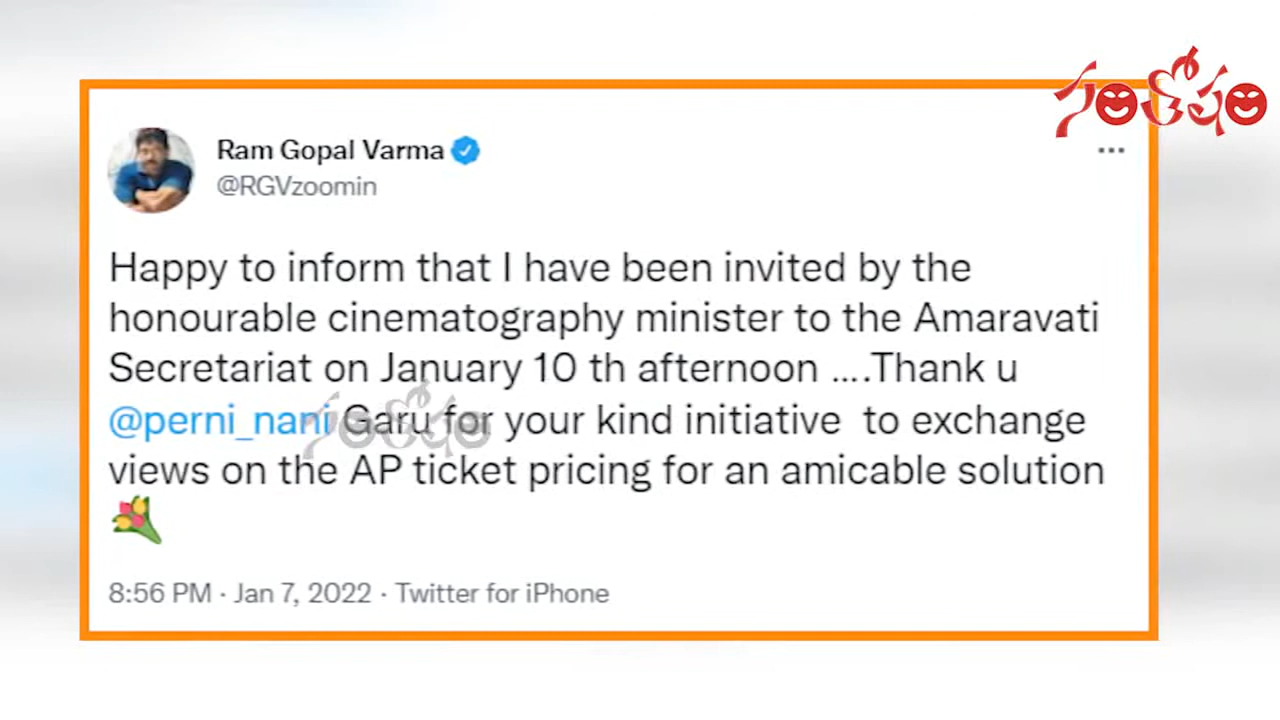 సంతోషం
Ram Gopal Varma
@RGVzoomin
Happy to inform that I have been invited by the
honourable cinematography minister to the Amaravati
Secretariat on January 10 th afternoon ....Thank u
@perni_nani Garu for your kind initiative to exchange
views on the AP ticket pricing for an amicable solution
💐
8:56 PM · Jan 7, 2022 · Twitter for iPhone
సంతోషం